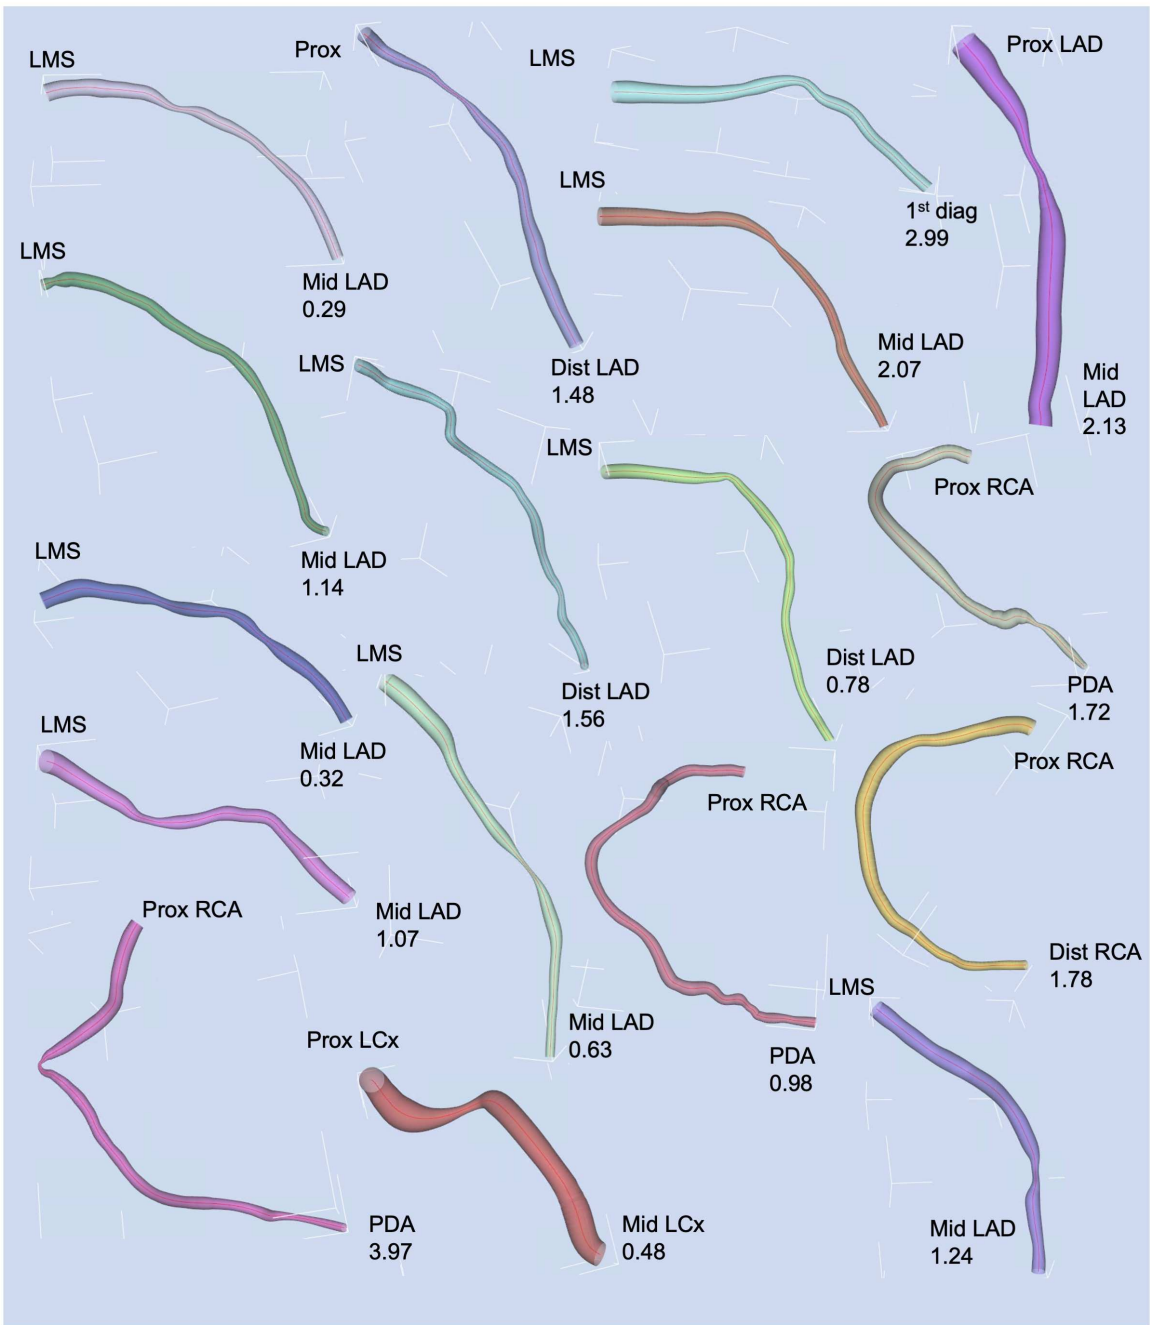 LMS
Mid LAD
0.29
Prox
Dist LAD
1.48
LMS
1st diag
2.99
Prox LAD
Mid
LAD
2.13
LMS
Mid LAD
2.07
LMS
Mid LAD
1.14
LMS
Dist LAD
1.56
LMS
Dist LAD
0.78
Prox RCA
PDA
1.72
LMS
Mid LAD
0.32
LMS
Mid LAD
0.63
LMS
Mid LAD
1.07
Prox RCA
PDA
0.98
Prox RCA
Dist RCA
1.78
Prox RCA
PDA
3.97
Prox LCx
Mid LCx
0.48
LMS
Mid LAD
1.24